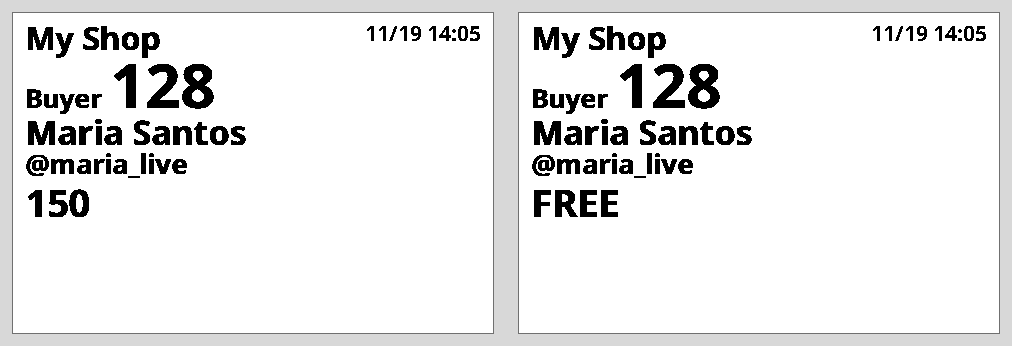 My Shop 11/19 14:05
Buyer 128
Maria Santos
@maria_live
150
My Shop 11/19 14:05
Buyer 128
Maria Santos
@maria_live
FREE